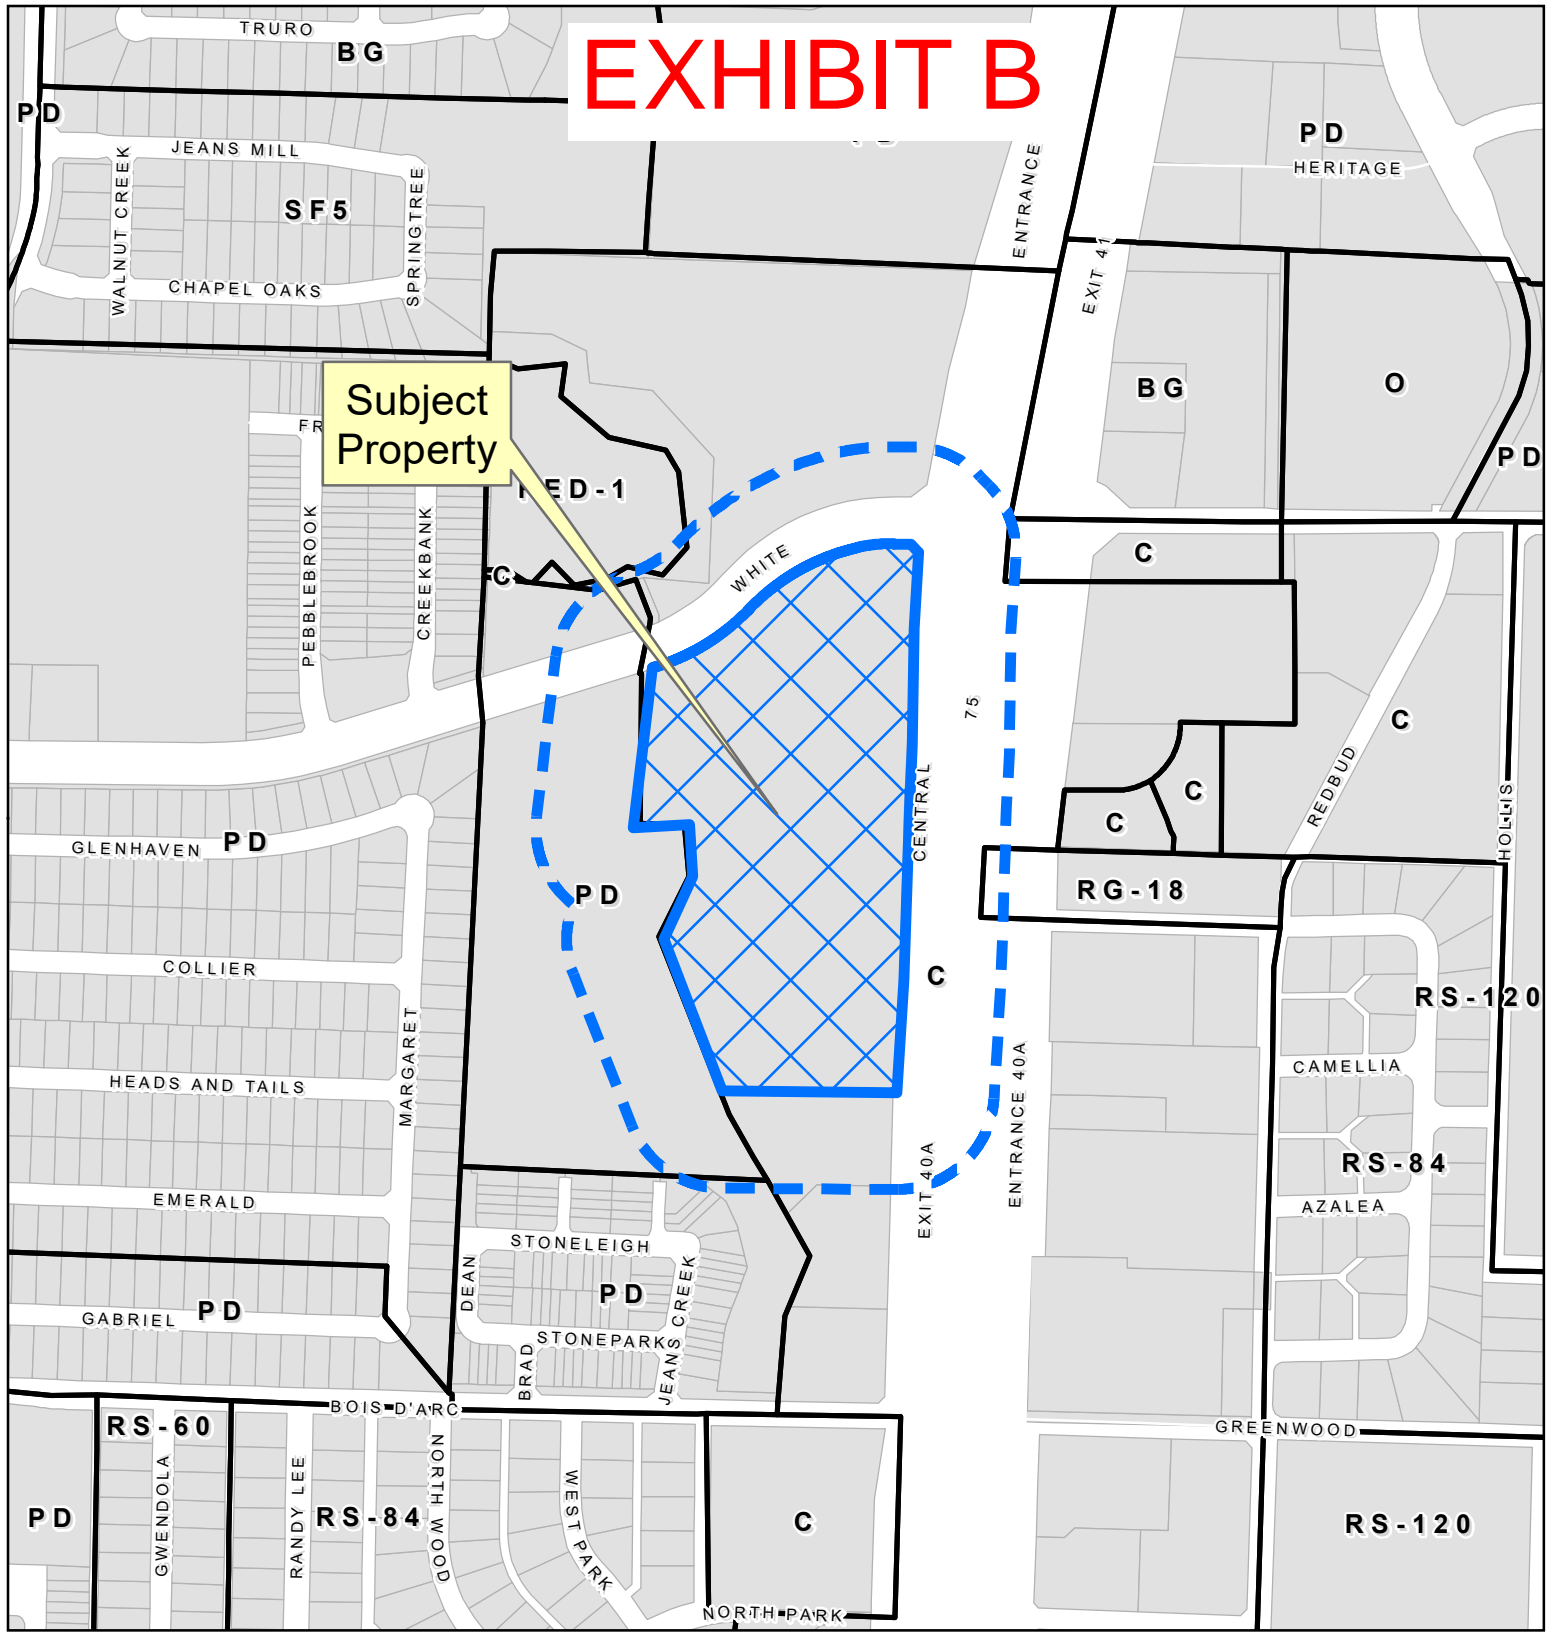 EXHIBIT B
TRURO
BG
PD
PD
JEANS MILL
WALNUT CREEK
SF5
SPRINGTREE
CHAPEL OAKS
ENTRANCE
HERITAGE
EXIT 41
Subject
Property
BG
O
PD
PEBBLEBROOK
CREEKBANK
C
WHITE
C
75
C
REDBUD
HOLLIS
C
C
CENTRAL
GLENHAVEN
PD
PD
RG-18
COLLIER
C
RS-120
MARGARET
HEADS AND TAILS
ENTRANCE 40A
CAMELLIA
RS-84
EMERALD
EXIT 40A
AZALEA
STONELEIGH
DEAN
PD
JEANS CREEK
GABRIEL
PD
STONEPARK
BRAD
BOIS D'ARC
RS-60
GREENWOOD
GWENDOLA
RANDY LEE
NORTH WOOD
WEST PARK
PD
RS-84
C
RS-120
NORTH PARK